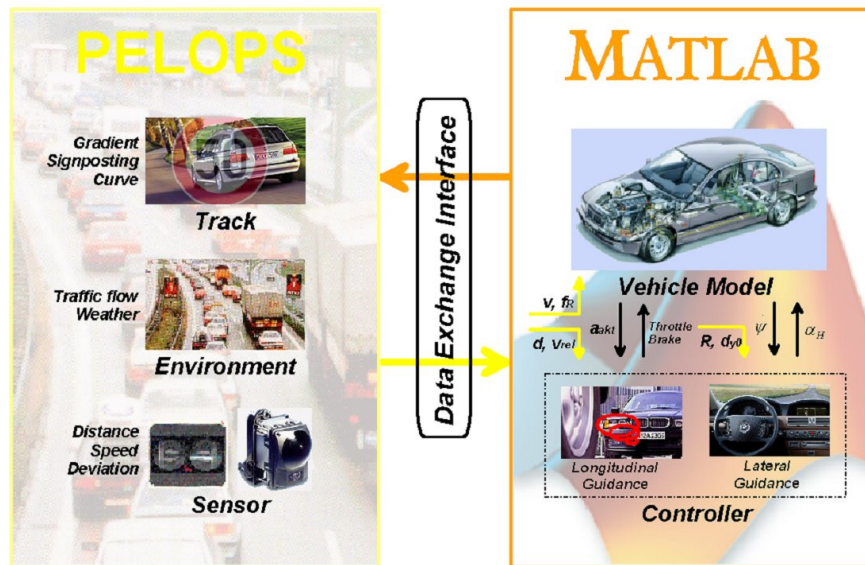 PELOPS
Gradient
Signposting
Curve
Track
Traffic flow
Weather
Environment
Distance
Speed
Deviation
Sensor
Data Exchange Interface
MATLAB
Vehicle Model
v, fR
d, vrel
aakt
Throttle
Brake
R, dy0
ψ
αH
Longitudinal
Guidance
Lateral
Guidance
Controller